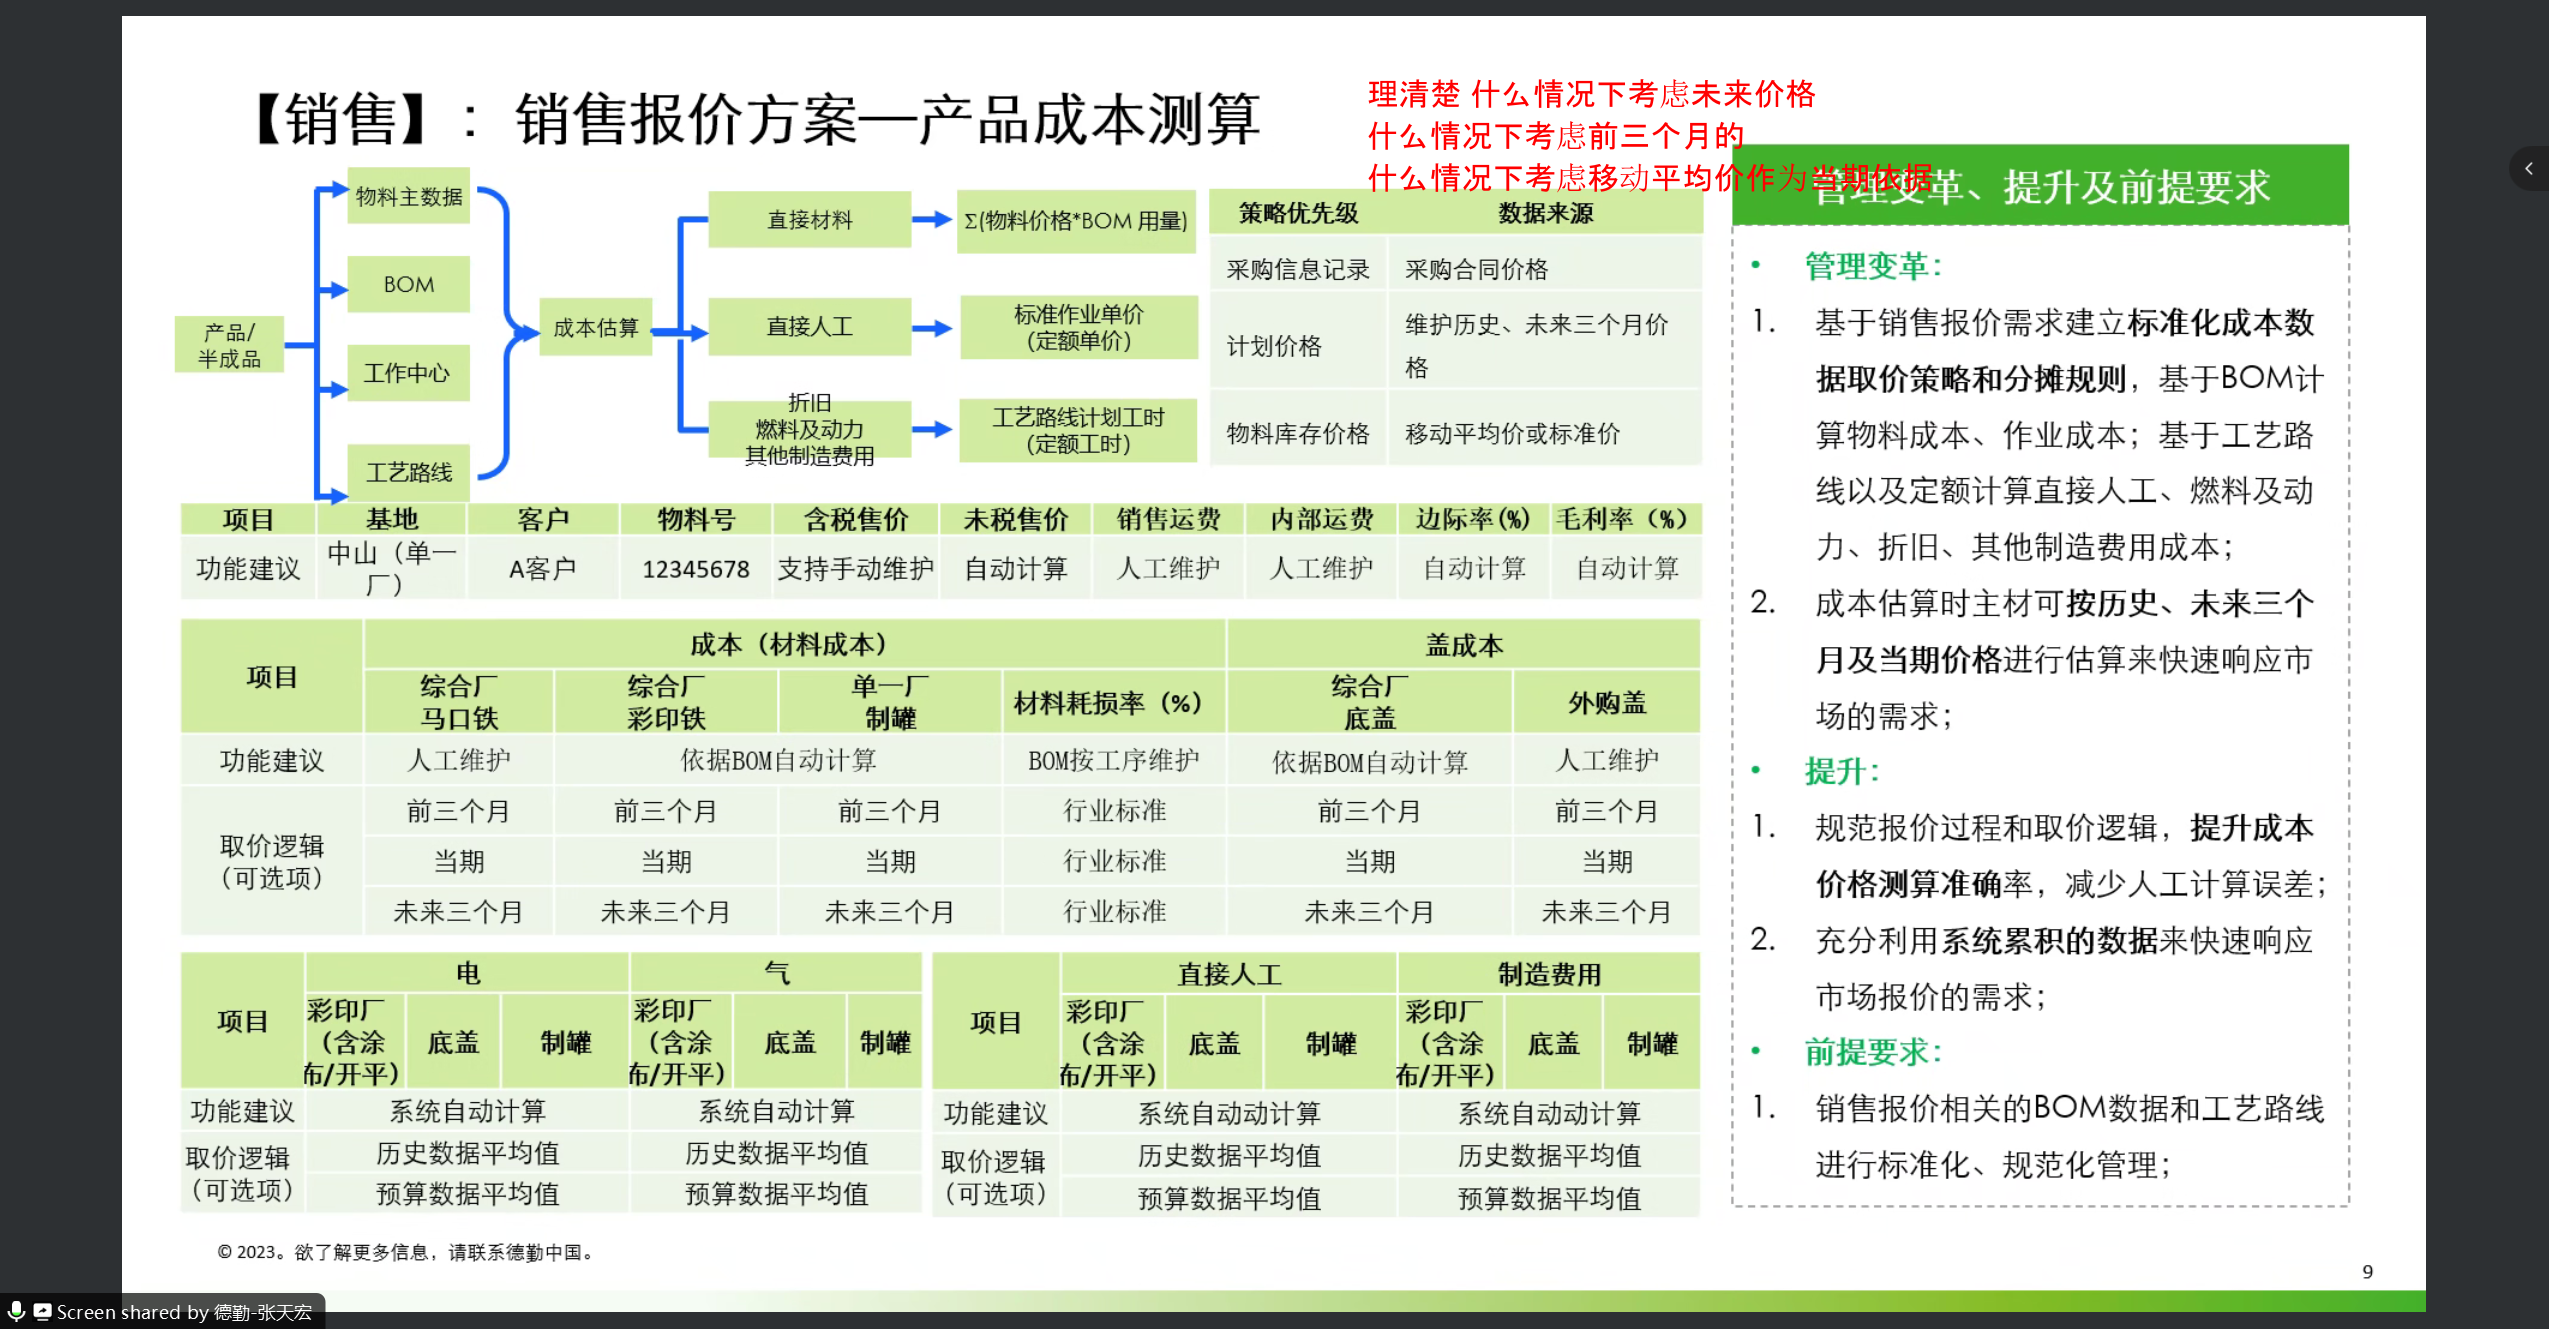 【销售】：销售报价方案—产品成本测算
理清楚 什么情况下考虑未来价格
什么情况下考虑前三个月的
什么情况下考虑移动平均价作为当期依据
产品/
半成品
物料主数据
BOM
工作中心
工艺路线
成本估算
直接材料
Σ(物料价格*BOM 用量)
直接人工
标准作业单价
（定额单价）
折旧
燃料及动力
其他制造费用
工艺路线计划工时
（定额工时）
策略优先级 数据来源
采购信息记录 采购合同价格
计划价格 维护历史、未来三个月价
格
物料库存价格 移动平均价或标准价
项目 基地 客户 物料号 含税售价 未税售价 销售运费 内部运费 边际率(%) 毛利率（%）
功能建议 中山（单一
厂） A客户 12345678 支持手动维护 自动计算 人工维护 人工维护 自动计算 自动计算
项目 成本（材料成本） 盖成本
综合厂
马口铁 综合厂
彩印铁 单一厂
制罐 材料耗损率（%） 综合厂
底盖 外购盖
功能建议 人工维护 依据BOM自动计算 BOM按工序维护 依据BOM自动计算 人工维护
取价逻辑
（可选项）
前三个月 前三个月 前三个月 行业标准 前三个月 前三个月
当期 当期 当期 行业标准 当期 当期
未来三个月 未来三个月 未来三个月 行业标准 未来三个月 未来三个月
项目 电 气
彩印厂
（含涂
布/开平） 底盖 制罐 彩印厂
（含涂
布/开平） 底盖 制罐
功能建议 系统自动计算 系统自动计算
取价逻辑
（可选项）
历史数据平均值 历史数据平均值
预算数据平均值 预算数据平均值
项目 直接人工 制造费用
彩印厂
（含涂
布/开平） 底盖 制罐 彩印厂
（含涂
布/开平） 底盖 制罐
功能建议 系统自动动计算 系统自动动计算
取价逻辑
（可选项）
历史数据平均值 历史数据平均值
预算数据平均值 预算数据平均值
管理变革、提升及前提要求
• 管理变革：
1. 基于销售报价需求建立标准化成本数
据取价策略和分摊规则，基于BOM计
算物料成本、作业成本；基于工艺路
线以及定额计算直接人工、燃料及动
力、折旧、其他制造费用成本；
2. 成本估算时主材可按历史、未来三个
月及当期价格进行估算来快速响应市
场的需求；
• 提升：
1. 规范报价过程和取价逻辑，提升成本
价格测算准确率，减少人工计算误差；
2. 充分利用系统累积的数据来快速响应
市场报价的需求；
• 前提要求：
1. 销售报价相关的BOM数据和工艺路线
进行标准化、规范化管理；
© 2023。欲了解更多信息，请联系德勤中国。
9
Screen shared by 德勤-张天宏